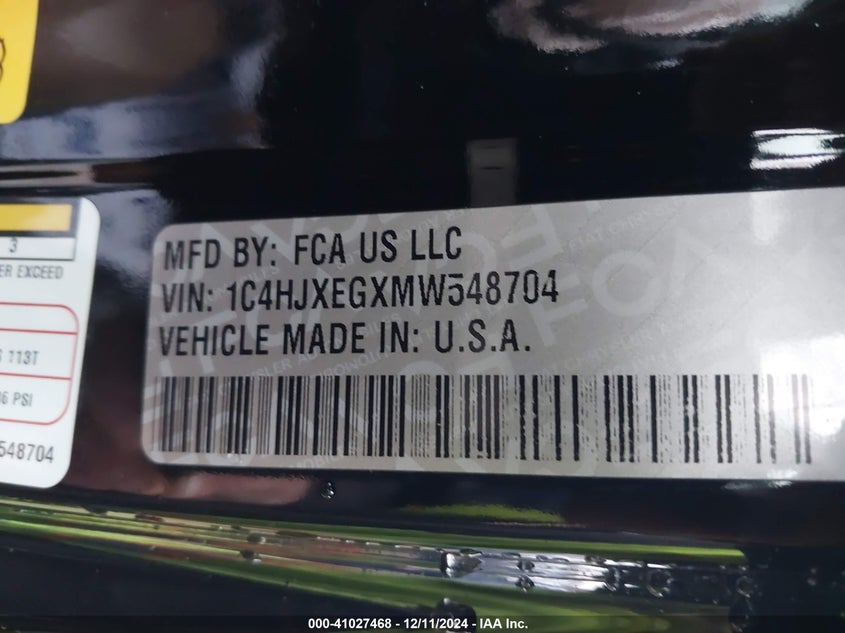 3
ER EXCEED
113T
6 PSI
548704
MFD BY: FCA US LLC
VIN: 1C4HJXEGXMW548704
VEHICLE MADE IN: U.S.A.
000-41027468 - 12/11/2024 - IAA Inc.